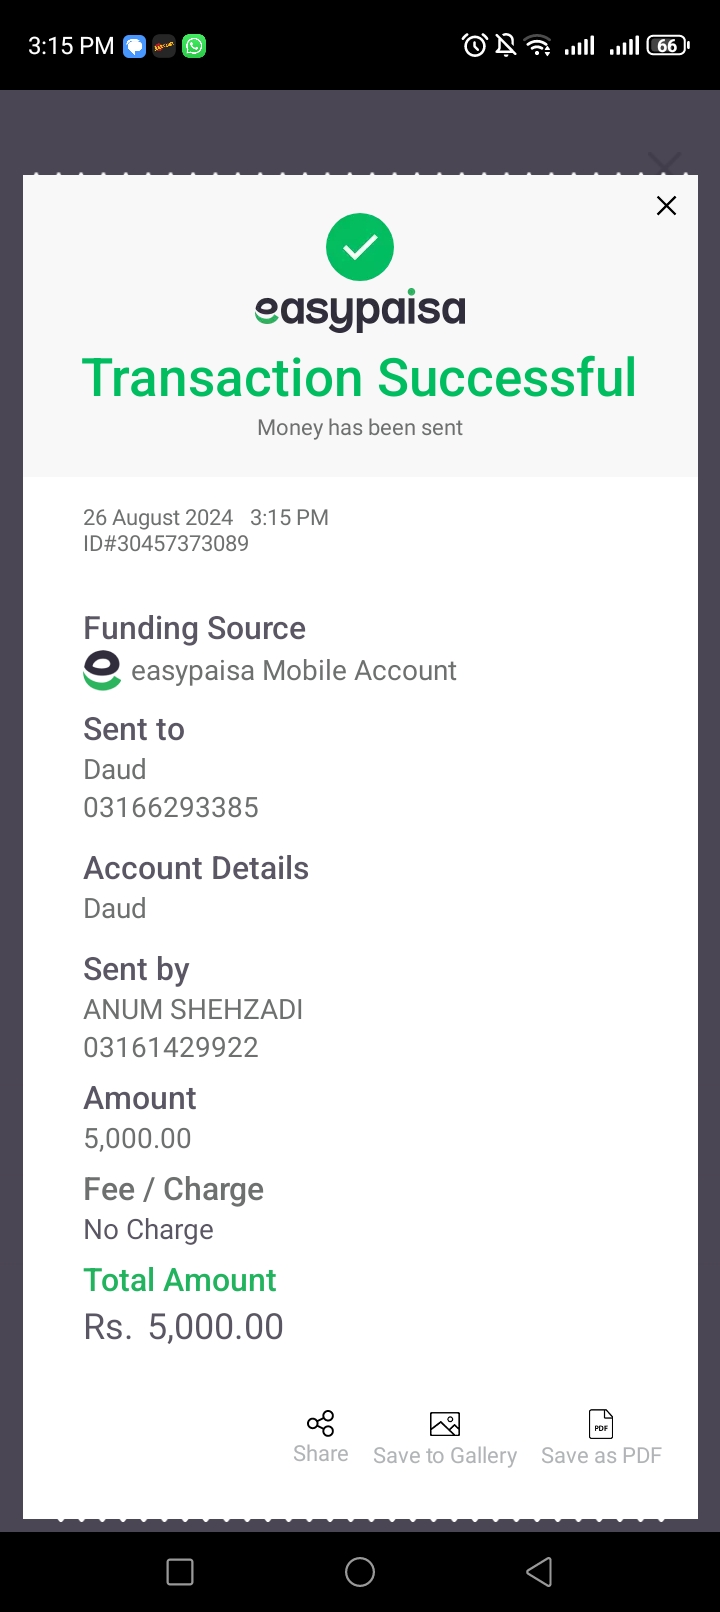 3:15 PM
66
easypaisa
Transaction Successful
Money has been sent
26 August 2024 3:15 PM
ID#30457373089
Funding Source
easypaisa Mobile Account
Sent to
Daud
03166293385
Account Details
Daud
Sent by
ANUM SHEHZADI
03161429922
Amount
5,000.00
Fee / Charge
No Charge
Total Amount
Rs. 5,000.00
PDF
Share Save to Gallery Save as PDF